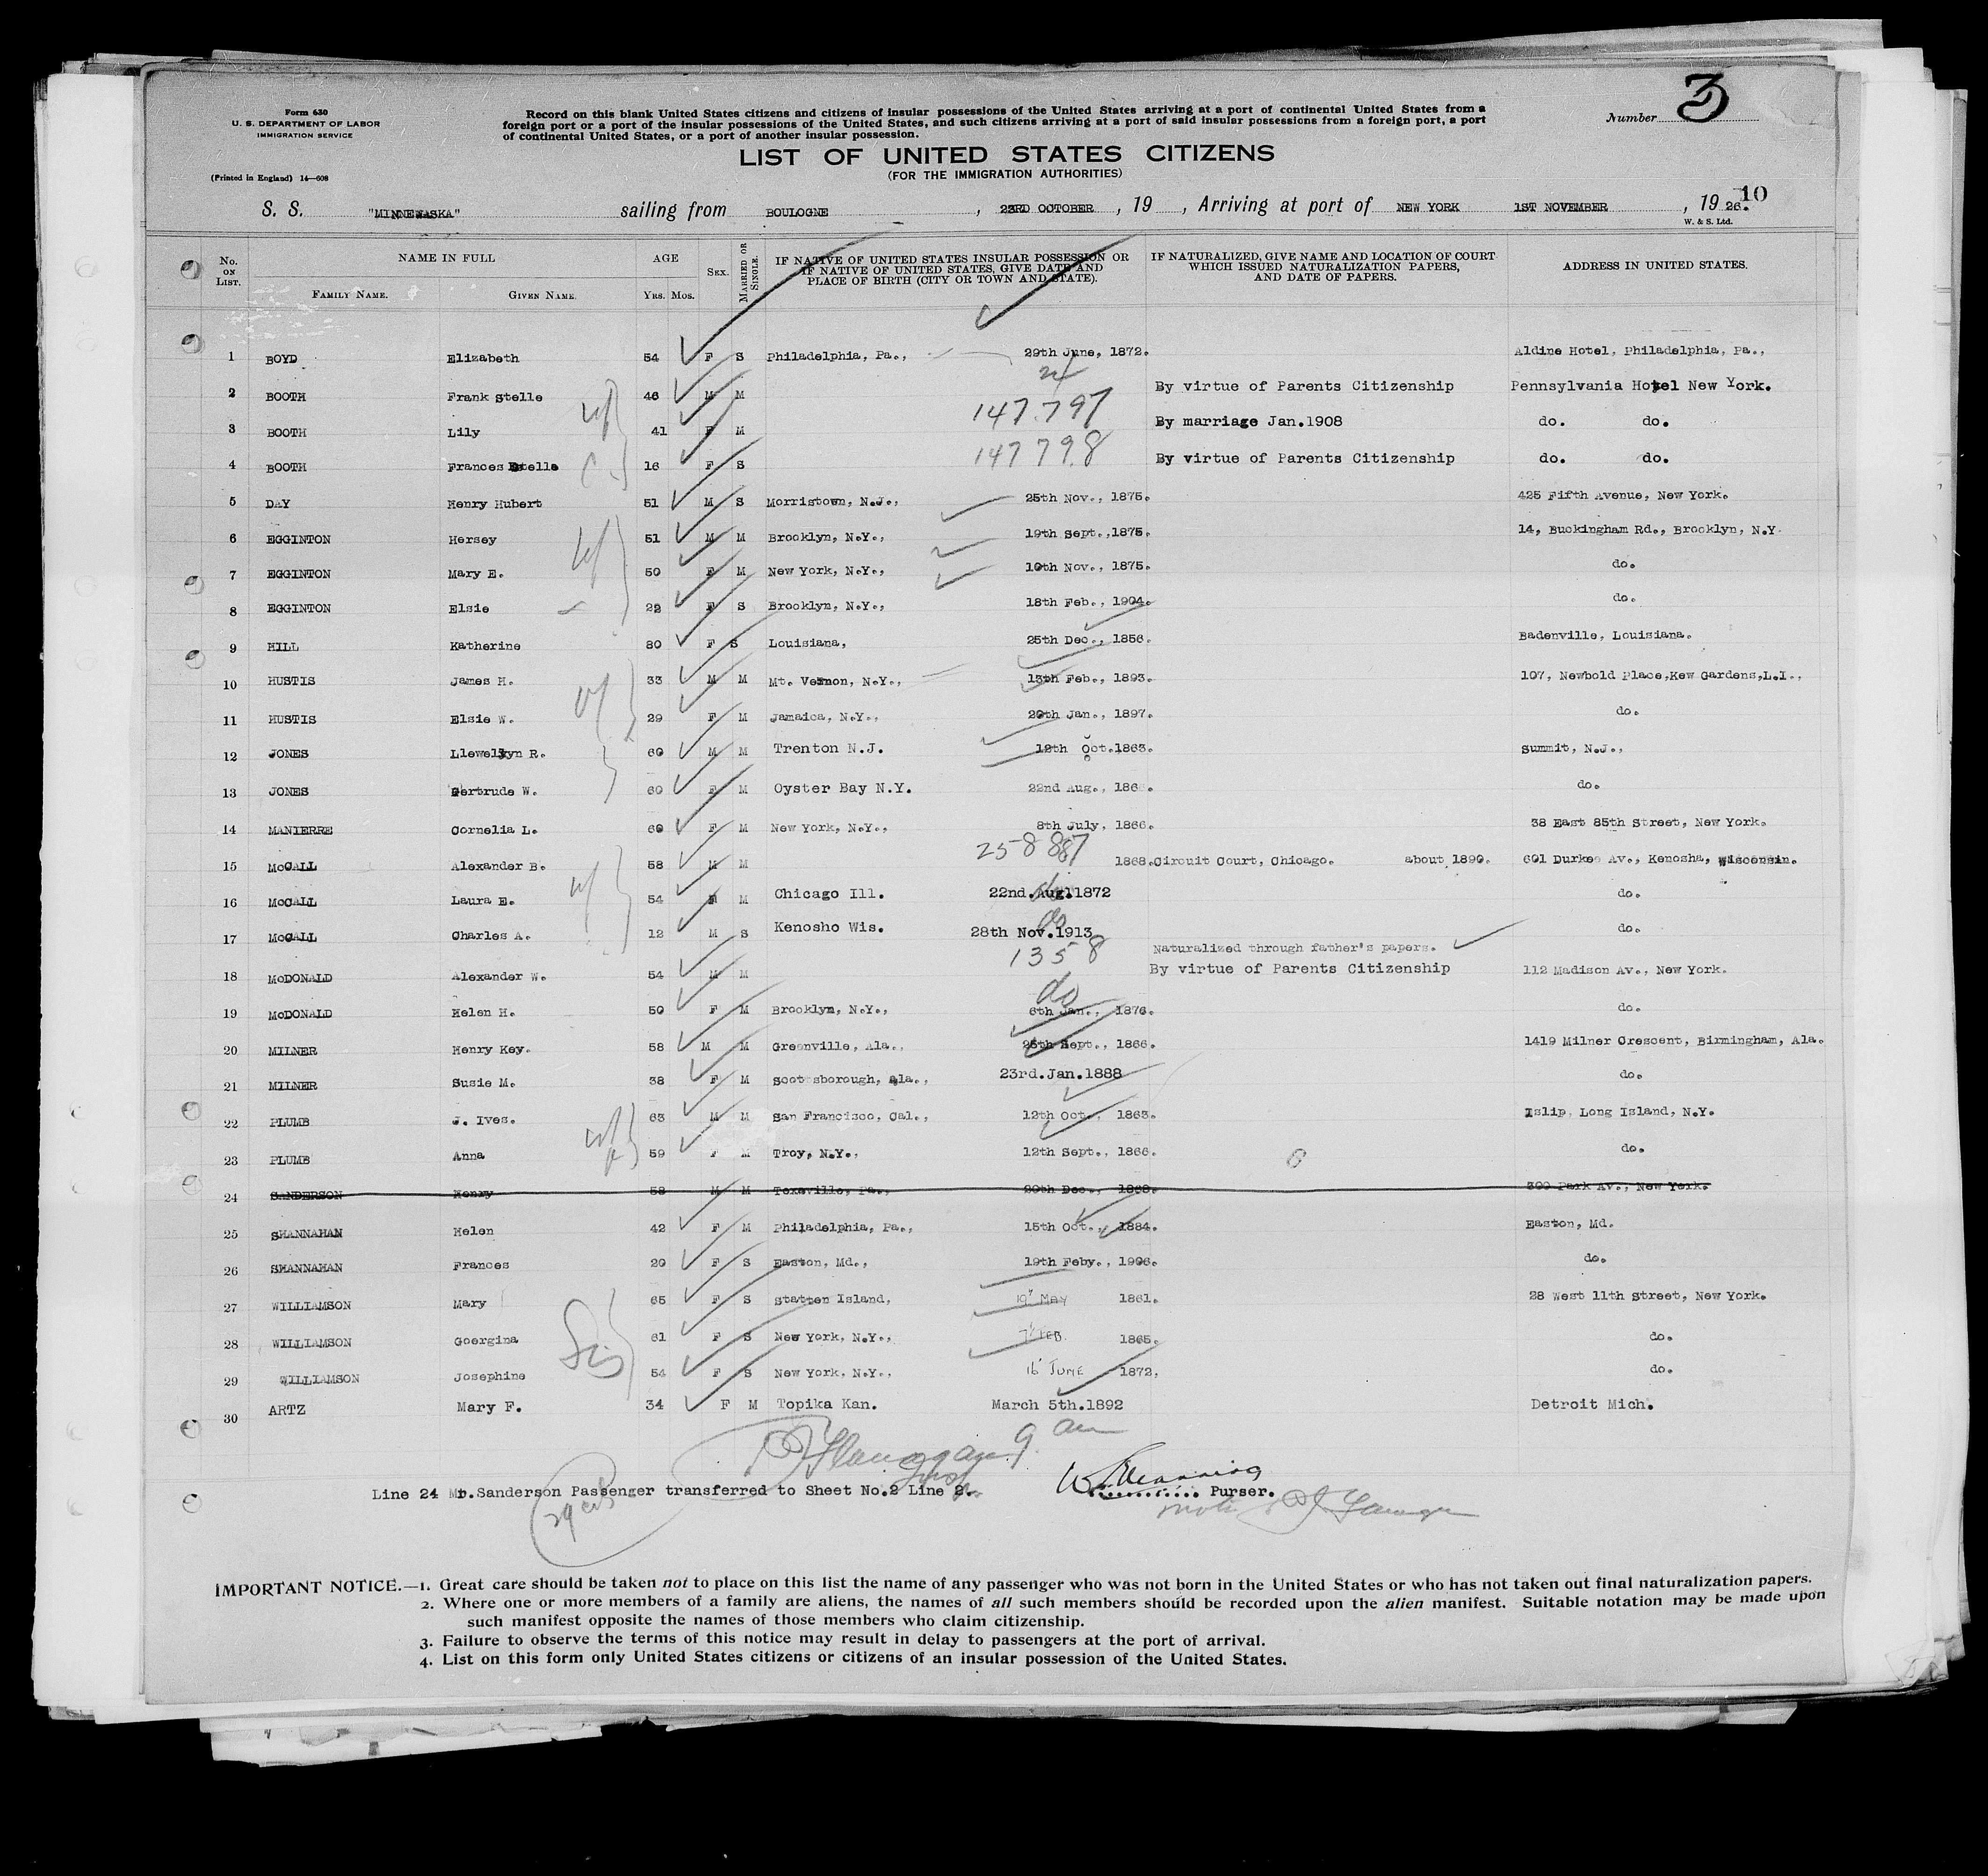 Form 630
U. S. DEPARTMENT OF LABOR
IMMIGRATION SERVICE
(Printed in England) 14—608
Record on this blank United States citizens and citizens of insular possessions of the United States arriving at a port of continental United States from a
foreign port or a port of the insular possessions of the United States, and such citizens arriving at a port of said insular possessions from a foreign port, a port
of continental United States, or a port of another insular possession.
Number 3
LIST OF UNITED STATES CITIZENS
(FOR THE IMMIGRATION AUTHORITIES)
10
S. S. "MINNEWASKA" sailing from BOULOGNE, 23RD OCTOBER, 19 , Arriving at port of NEW YORK 1ST NOVEMBER, 1926.
W. & S. Ltd.
No. ON LIST. NAME IN FULL FAMILY NAME. GIVEN NAME. AGE YRS. MOS. SEX. MARRIED OR SINGLE. IF NATIVE OF UNITED STATES INSULAR POSSESSION OR IF NATIVE OF UNITED STATES, GIVE DATE AND PLACE OF BIRTH (CITY OR TOWN AND STATE). IF NATURALIZED, GIVE NAME AND LOCATION OF COURT WHICH ISSUED NATURALIZATION PAPERS, AND DATE OF PAPERS. ADDRESS IN UNITED STATES.
1 BOYD Elizabeth 54 F S Philadelphia, Pa., 29th June, 1872. Aldine Hotel, Philadelphia, Pa.,
2 BOOTH Frank Stelle 46 M M By virtue of Parents Citizenship Pennsylvania Hotel New York.
3 BOOTH Lily 41 F M 147797 By marriage Jan.1908 do. do.
4 BOOTH Frances Estelle 16 F S 147798 By virtue of Parents Citizenship do. do.
5 DAY Henry Hubert 51 M S Morristown, N.J., 25th Nov., 1875. 425 Fifth Avenue, New York.
6 EGGINTON Hersey 51 M M Brooklyn, N.Y., 19th Sept.,1875. 14, Buckingham Rd., Brooklyn, N.Y.
7 EGGINTON Mary E. 50 F M New York, N.Y., 10th Nov., 1875. do.
8 EGGINTON Elsie 22 F S Brooklyn, N.Y., 18th Feb., 1904. do.
9 HILL Katherine 80 F S Louisiana, 25th Dec., 1856. Badenville, Louisiana.
10 HUSTIS James H. 33 M M Mt. Vernon, N.Y., 13th Feb., 1893. 107, Newbold Place,Kew Gardens,L.I.,
11 HUSTIS Elsie W. 29 F M Jamaica, N.Y., 20th Jan., 1897. do.
12 JONES Llewellyn R. 60 M M Trenton N.J. 12th Oct.1863. Summit, N.J.,
13 JONES Gertrude W. 60 F M Oyster Bay N.Y. 22nd Aug., 186 . do.
14 MANIERRE Cornelia L. 60 F M New York, N.Y., 8th July, 1866. 38 East 85th Street, New York.
15 McCALL Alexander B. 58 M M 258887 1868. Circuit Court, Chicago. about 1890. 601 Durkee Av., Kenosha, Wisconsin.
16 McCALL Laura E. 54 F M Chicago Ill. 22nd.Aug.1872 do.
17 McCALL Charles A. 12 M S Kenosho Wis. 28th Nov.1913 do.
Naturalized through father's papers.
18 McDONALD Alexander W. 54 M M 1358 By virtue of Parents Citizenship 112 Madison Av., New York.
19 McDONALD Helen H. 50 F M Brooklyn, N.Y., do 6th Jan., 1876. do.
20 MILNER Henry Key. 58 M M Greenville, Ala., 25th Sept., 1866. 1419 Milner Crescent, Birmingham, Ala.
21 MILNER Susie M. 38 F M Scottsborough, Ala., 23rd.Jan.1888 do.
22 PLUMB J. Ives. 63 M M San Francisco, Cal., 12th Oct., 1863. Islip, Long Island, N.Y.
23 PLUMB Anna 59 F M Troy, N.Y., 12th Sept., 1866. do.
24 SANDERSON Henry 58 M M Texsville, Pa., 20th Dec., 1868. 300 Park Av., New York.
25 SHANNAHAN Helen 42 F M Philadelphia, Pa., 15th Oct., 1884. Easton, Md.
26 SHANNAHAN Frances 20 F S Easton, Md., 19th Feby., 1906. do.
27 WILLIAMSON Mary 65 F S Statten Island, 19" May 1861. 28 West 11th Street, New York.
28 WILLIAMSON Goergina 61 F S New York, N.Y., 7" FEB. 1865. do.
29 WILLIAMSON Josephine 54 F S New York, N.Y., 16" JUNE 1872. do.
30 ARTZ Mary F. 34 F M Topika Kan. March 5th.1892 Detroit Mich.
Line 24 Mr.Sanderson Passenger transferred to Sheet No.2 Line 2. Purser.
IMPORTANT NOTICE.—1. Great care should be taken not to place on this list the name of any passenger who was not born in the United States or who has not taken out final naturalization papers.
2. Where one or more members of a family are aliens, the names of all such members should be recorded upon the alien manifest. Suitable notation may be made upon
such manifest opposite the names of those members who claim citizenship.
3. Failure to observe the terms of this notice may result in delay to passengers at the port of arrival.
4. List on this form only United States citizens or citizens of an insular possession of the United States.